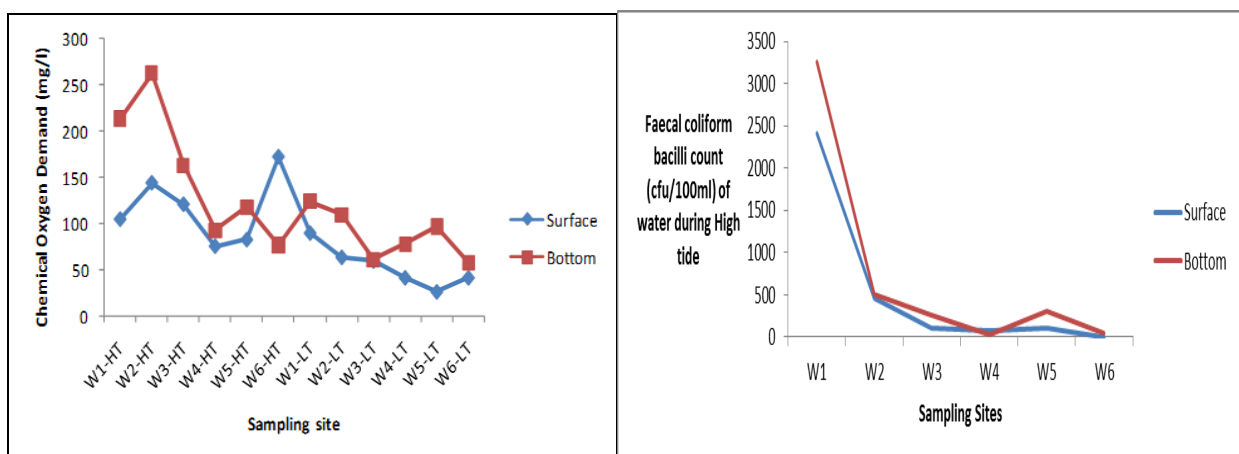 300
250
200
150
100
50
0
Chemical Oxygen Demand (mg/l)
W1-HT
W2-HT
W3-HT
W4-HT
W5-HT
W6-HT
W1-LT
W2-LT
W3-LT
W4-LT
W5-LT
W6-LT
Sampling site
Surface
Bottom
Faecal coliform
bacilli count
(cfu/100ml) of
water during High
tide
3500
3000
2500
2000
1500
1000
500
0
W1
W2
W3
W4
W5
W6
Sampling Sites
Surface
Bottom